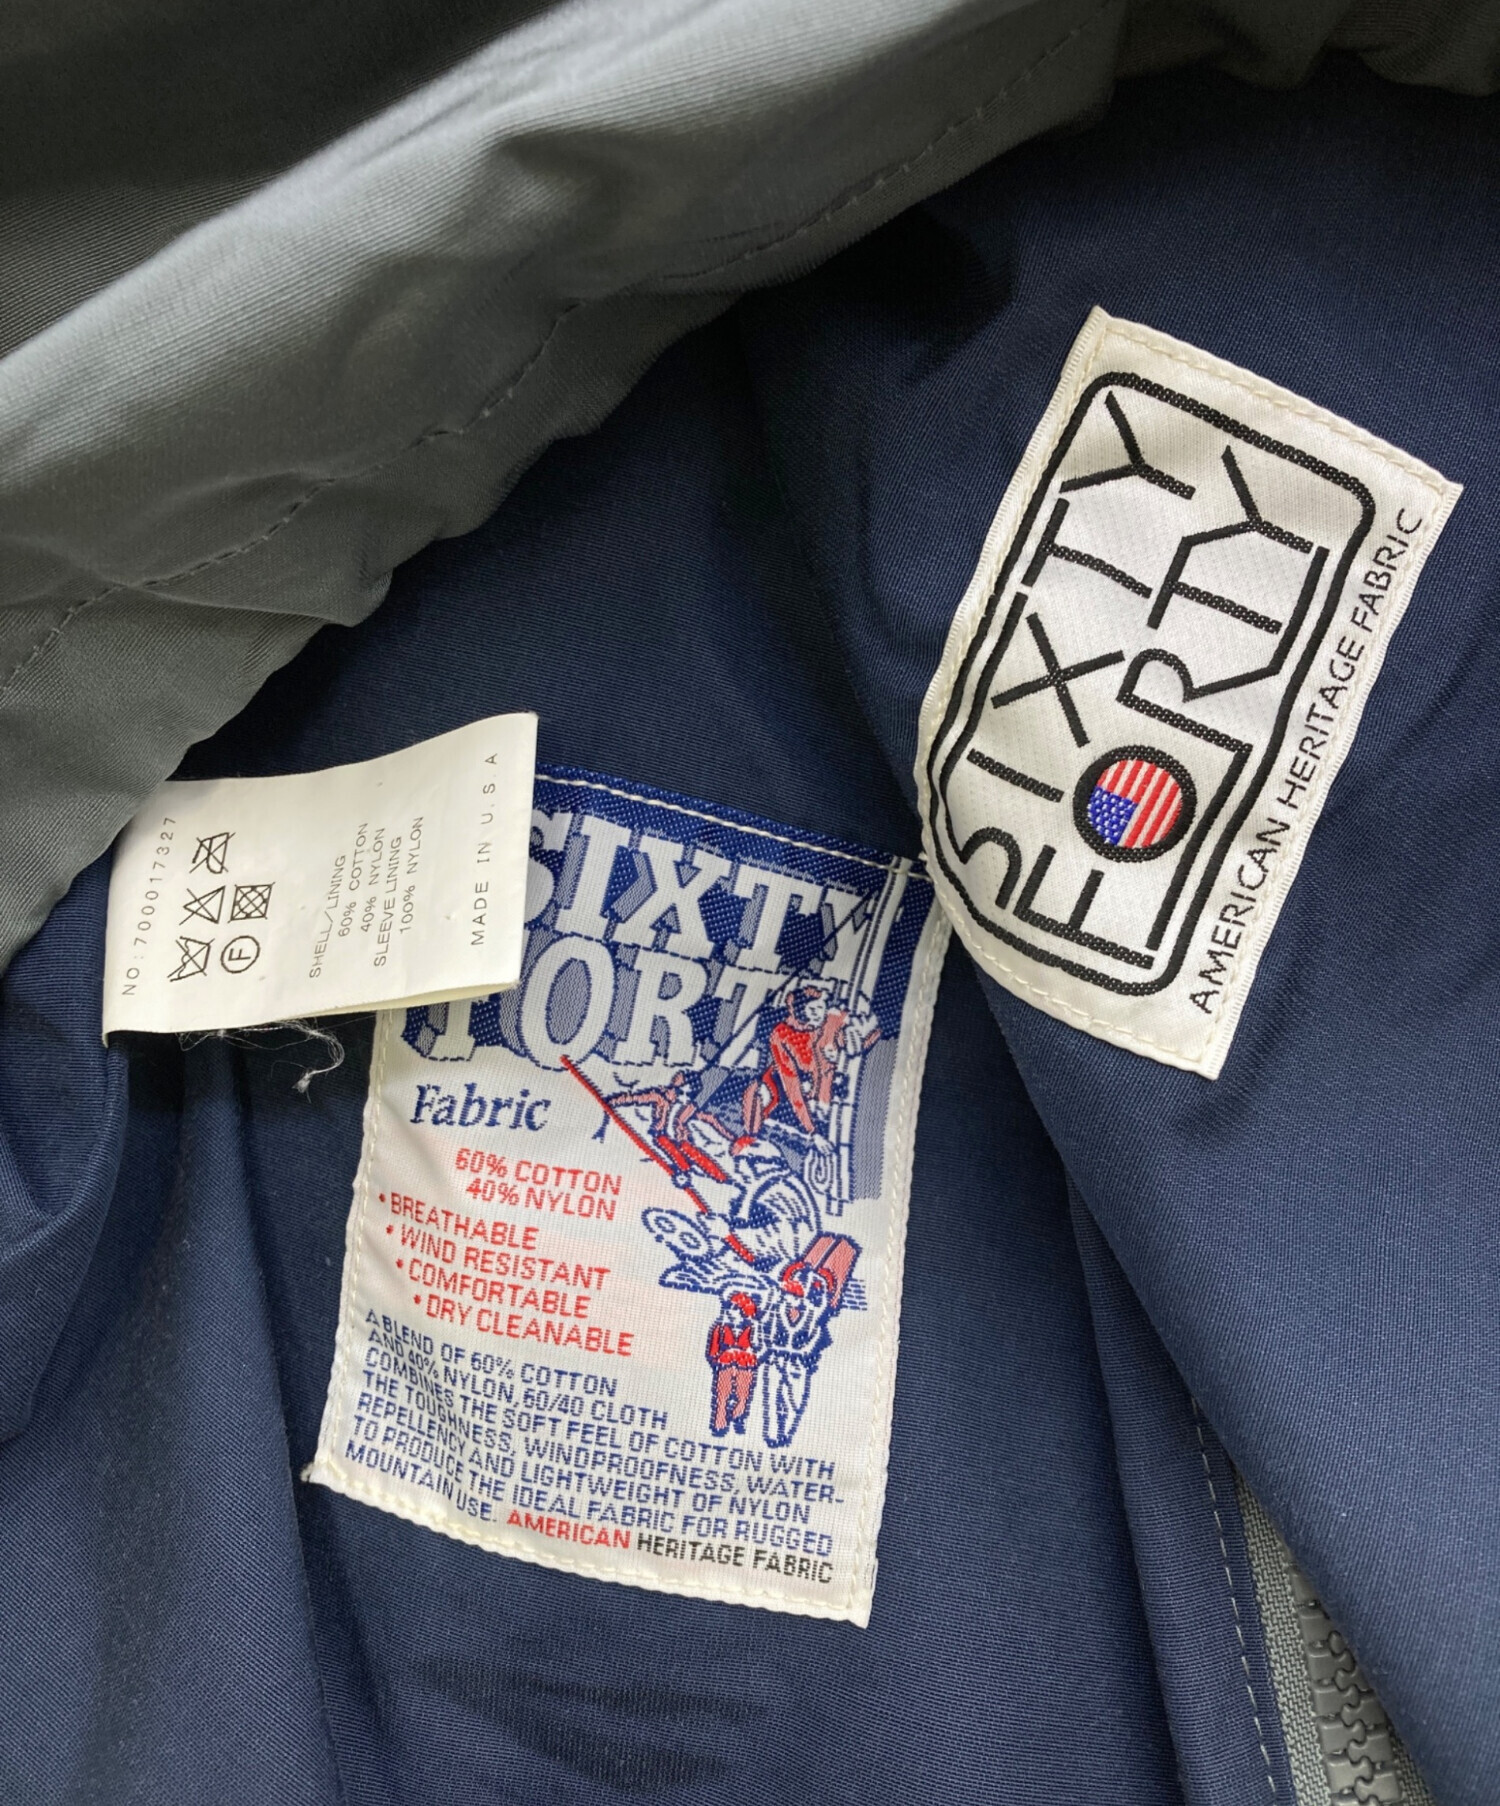 NO:700017327
SHELL/LINING
60% COTTON
40% NYLON
SLEEVE LINING
100% NYLON
MADE IN U.S.A
SIXTY
FORTY
Fabric
60% COTTON
40% NYLON
• BREATHABLE
• WIND RESISTANT
• COMFORTABLE
• DRY CLEANABLE
A BLEND OF 60% COTTON
AND 40% NYLON, 60/40 CLOTH
COMBINES THE SOFT FEEL OF COTTON WITH
THE TOUGHNESS, WINDPROOFNESS, WATER-
REPELLENCY AND LIGHTWEIGHT OF NYLON
TO PRODUCE THE IDEAL FABRIC FOR RUGGED
MOUNTAIN USE. AMERICAN HERITAGE FABRIC
SIXTY
FORTY
AMERICAN HERITAGE FABRIC